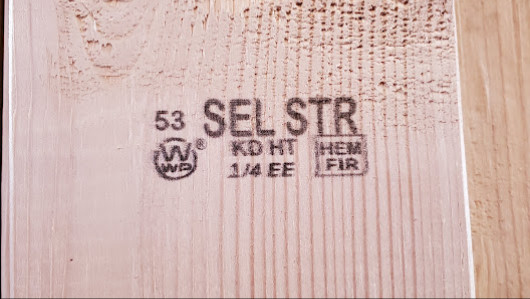 53 SEL STR
WWP® KD HT HEM
1/4 EE FIR